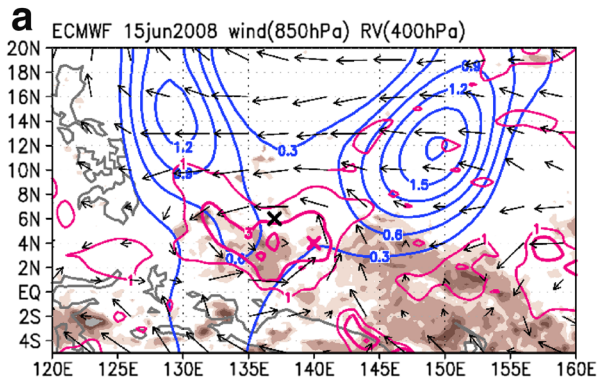 a
ECMWF 15jun2008 wind(850hPa) RV(400hPa)
20N
18N
16N
14N
12N
10N
8N
6N
4N
2N
EQ
2S
4S
0.9
1.2
1.2
0.3
1
0.9
1.5
3
0.6
0.6
0.3
1
1
1
1
120E 125E 130E 135E 140E 145E 150E 155E 160E